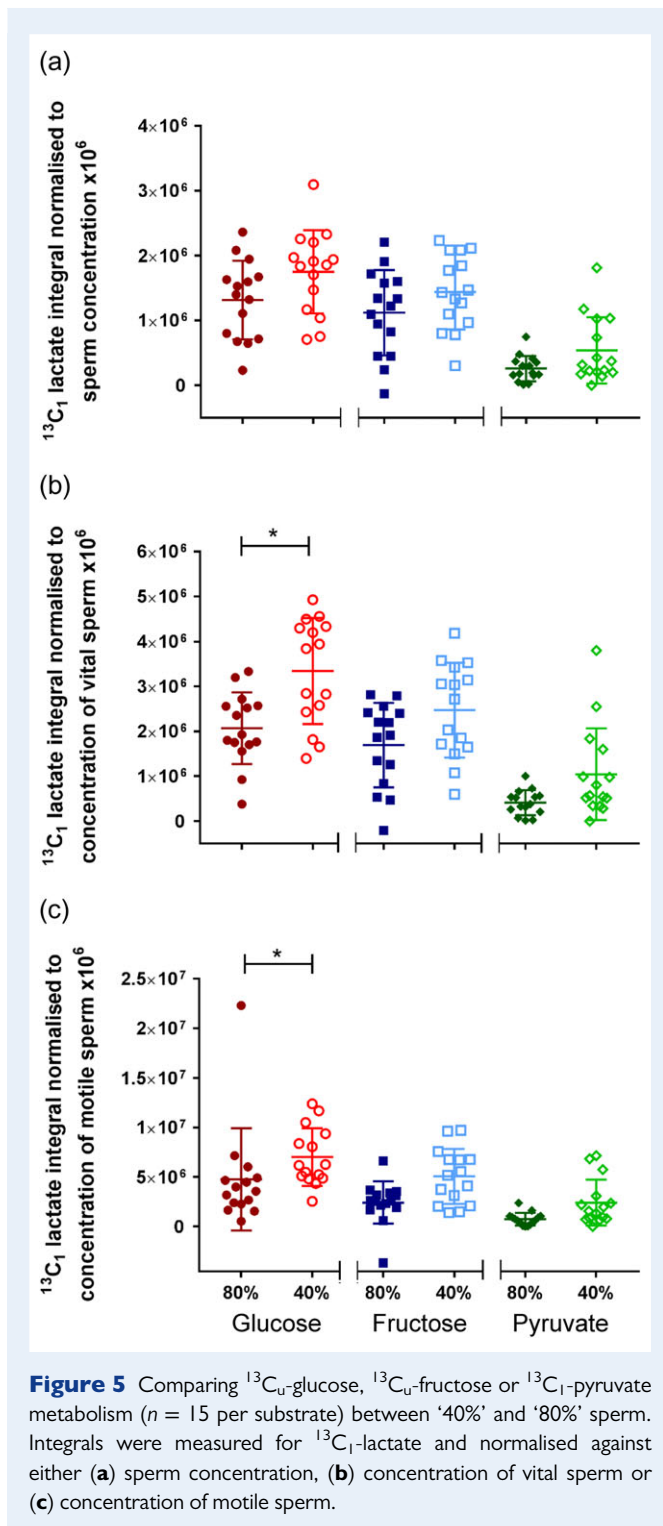 (a)
¹³C₁ lactate integral normalised to
sperm concentration x10⁶
4×10⁶
3×10⁶
2×10⁶
1×10⁶
0
(b)
¹³C₁ lactate integral normalised to
concentration of vital sperm x10⁶
*
6×10⁶
5×10⁶
4×10⁶
3×10⁶
2×10⁶
1×10⁶
0
(c)
¹³C₁ lactate integral normalised to
concentration of motile sperm x10⁶
*
2.5×10⁷
2×10⁷
1.5×10⁷
1×10⁷
5×10⁶
0
80% 40% 80% 40% 80% 40%
Glucose Fructose Pyruvate
Figure 5 Comparing ¹³Cᵤ-glucose, ¹³Cᵤ-fructose or ¹³C₁-pyruvate
metabolism (n = 15 per substrate) between ‘40%’ and ‘80%’ sperm.
Integrals were measured for ¹³C₁-lactate and normalised against
either (a) sperm concentration, (b) concentration of vital sperm or
(c) concentration of motile sperm.